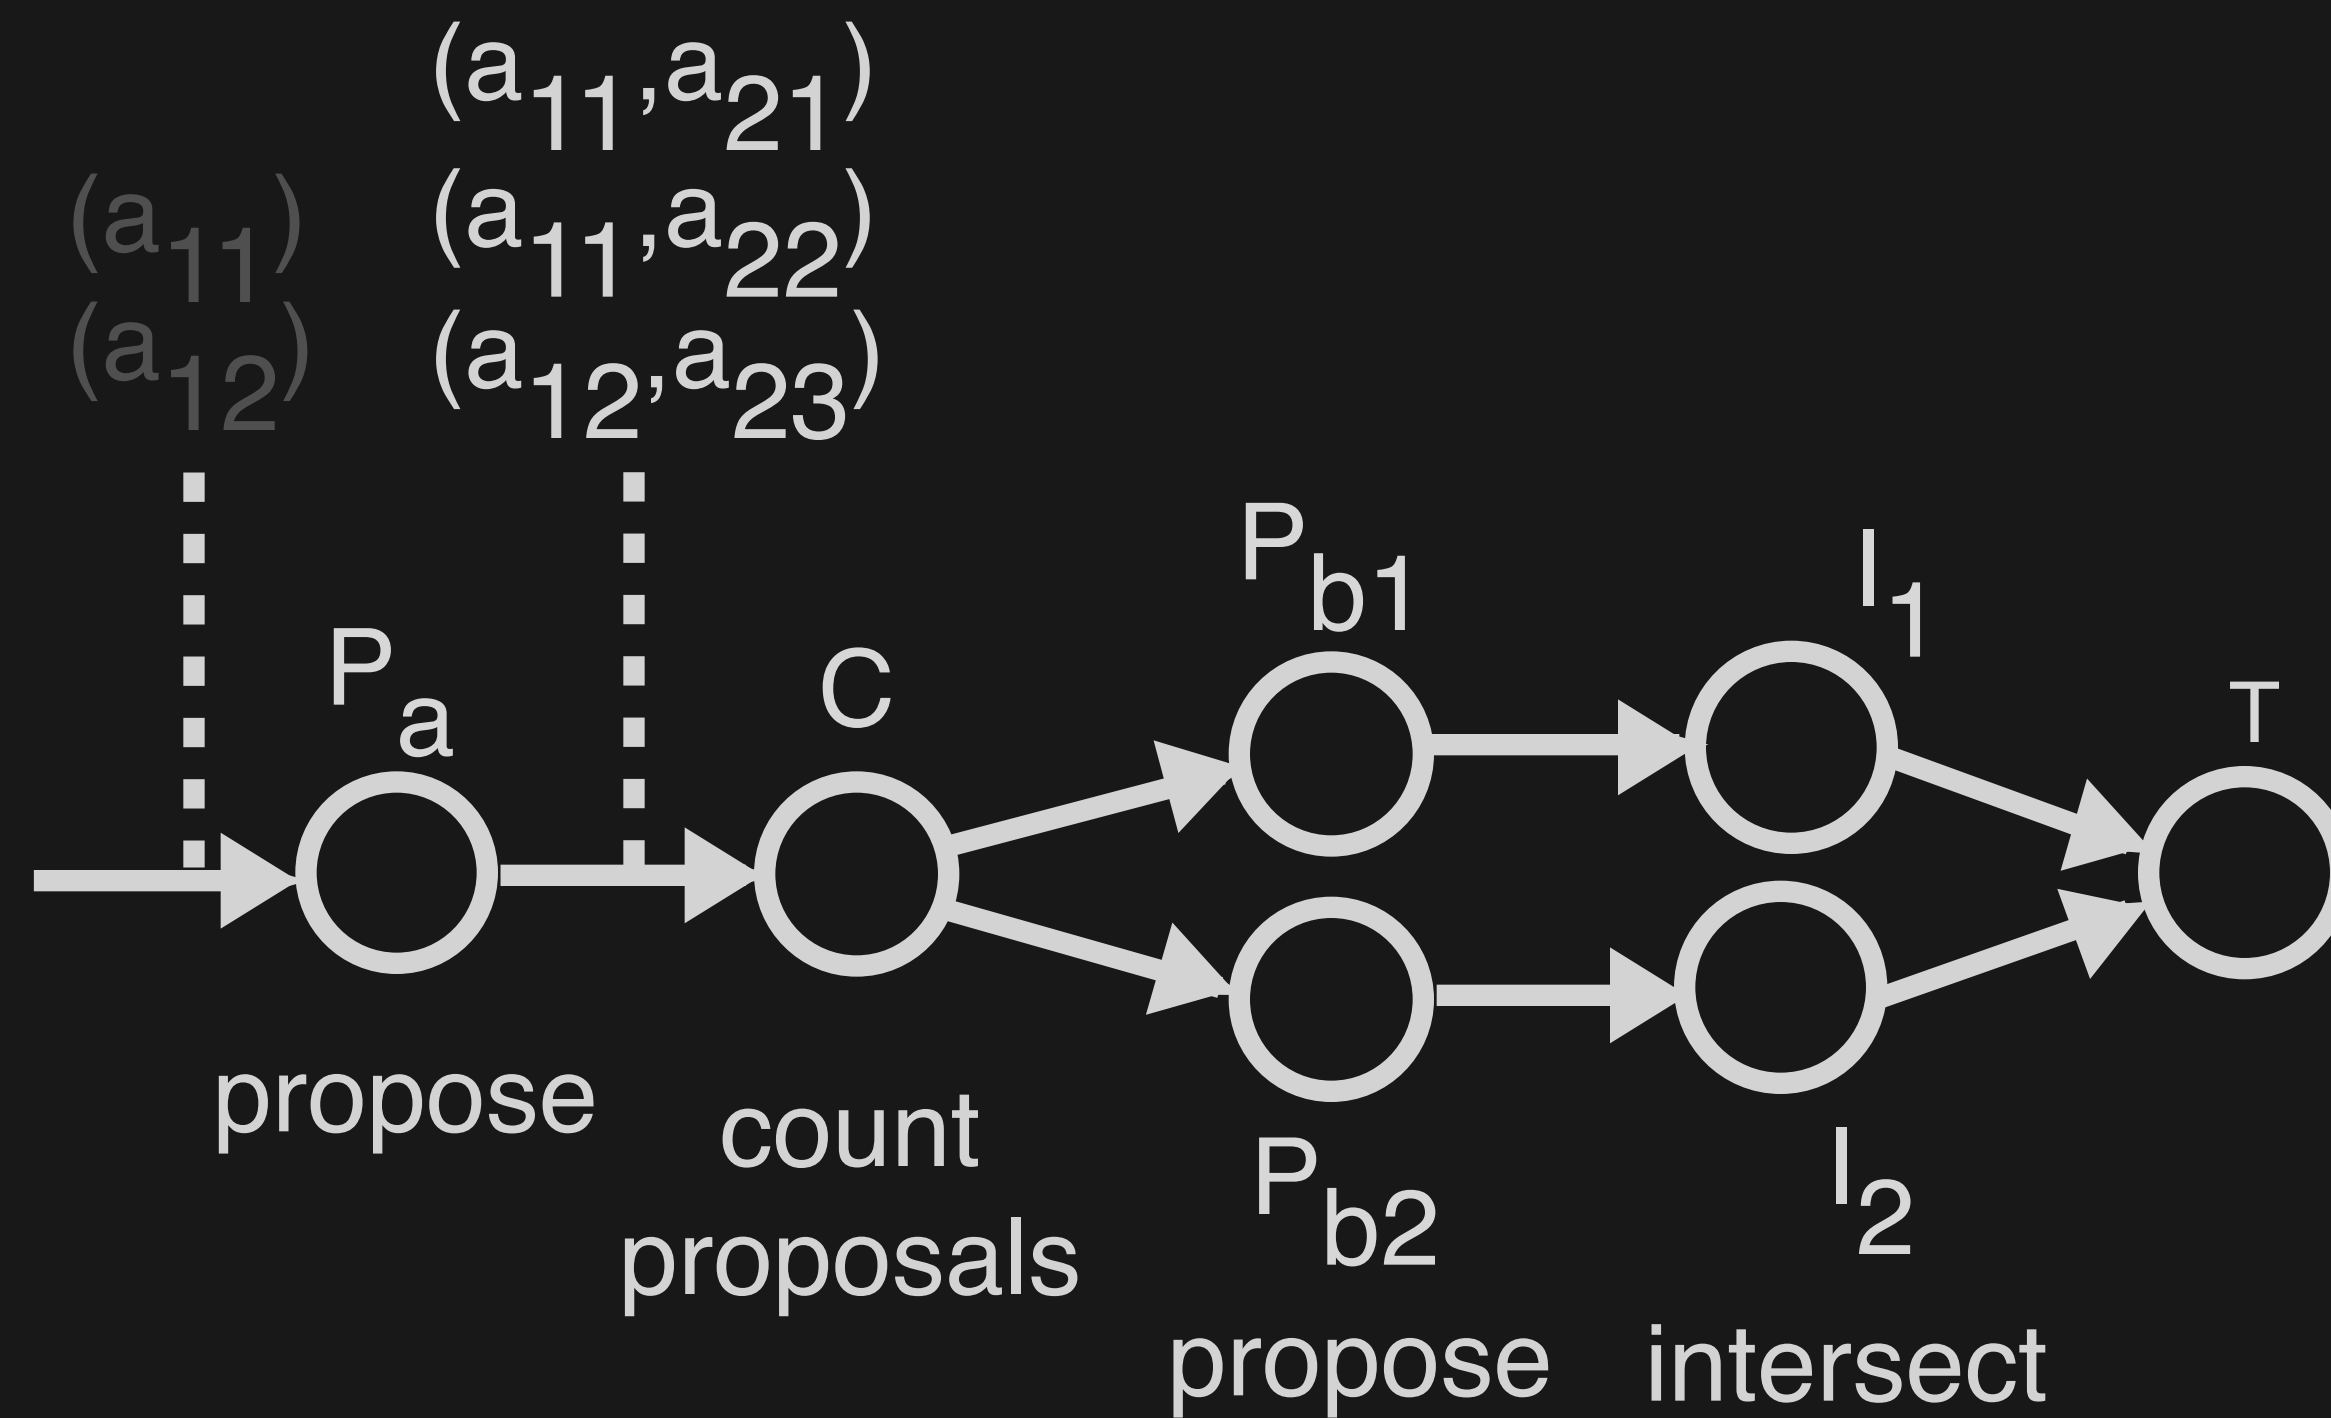 (a11,a21)
(a11) (a11,a22)
(a12) (a12,a23)
Pb1
I1
Pa
C
T
propose
count
proposals
Pb2
I2
propose
intersect